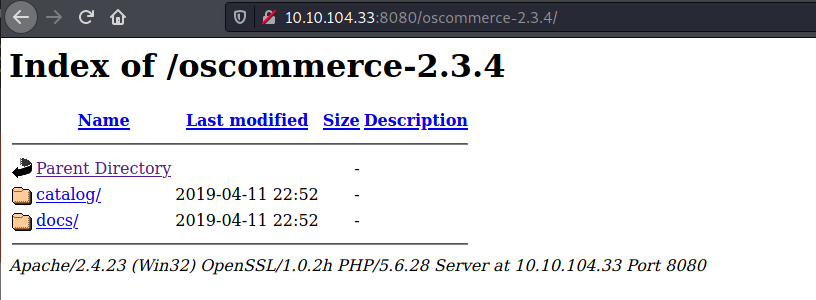 10.10.104.33:8080/oscommerce-2.3.4/
Index of /oscommerce-2.3.4
Name Last modified Size Description
Parent Directory -
catalog/ 2019-04-11 22:52 -
docs/ 2019-04-11 22:52 -
Apache/2.4.23 (Win32) OpenSSL/1.0.2h PHP/5.6.28 Server at 10.10.104.33 Port 8080